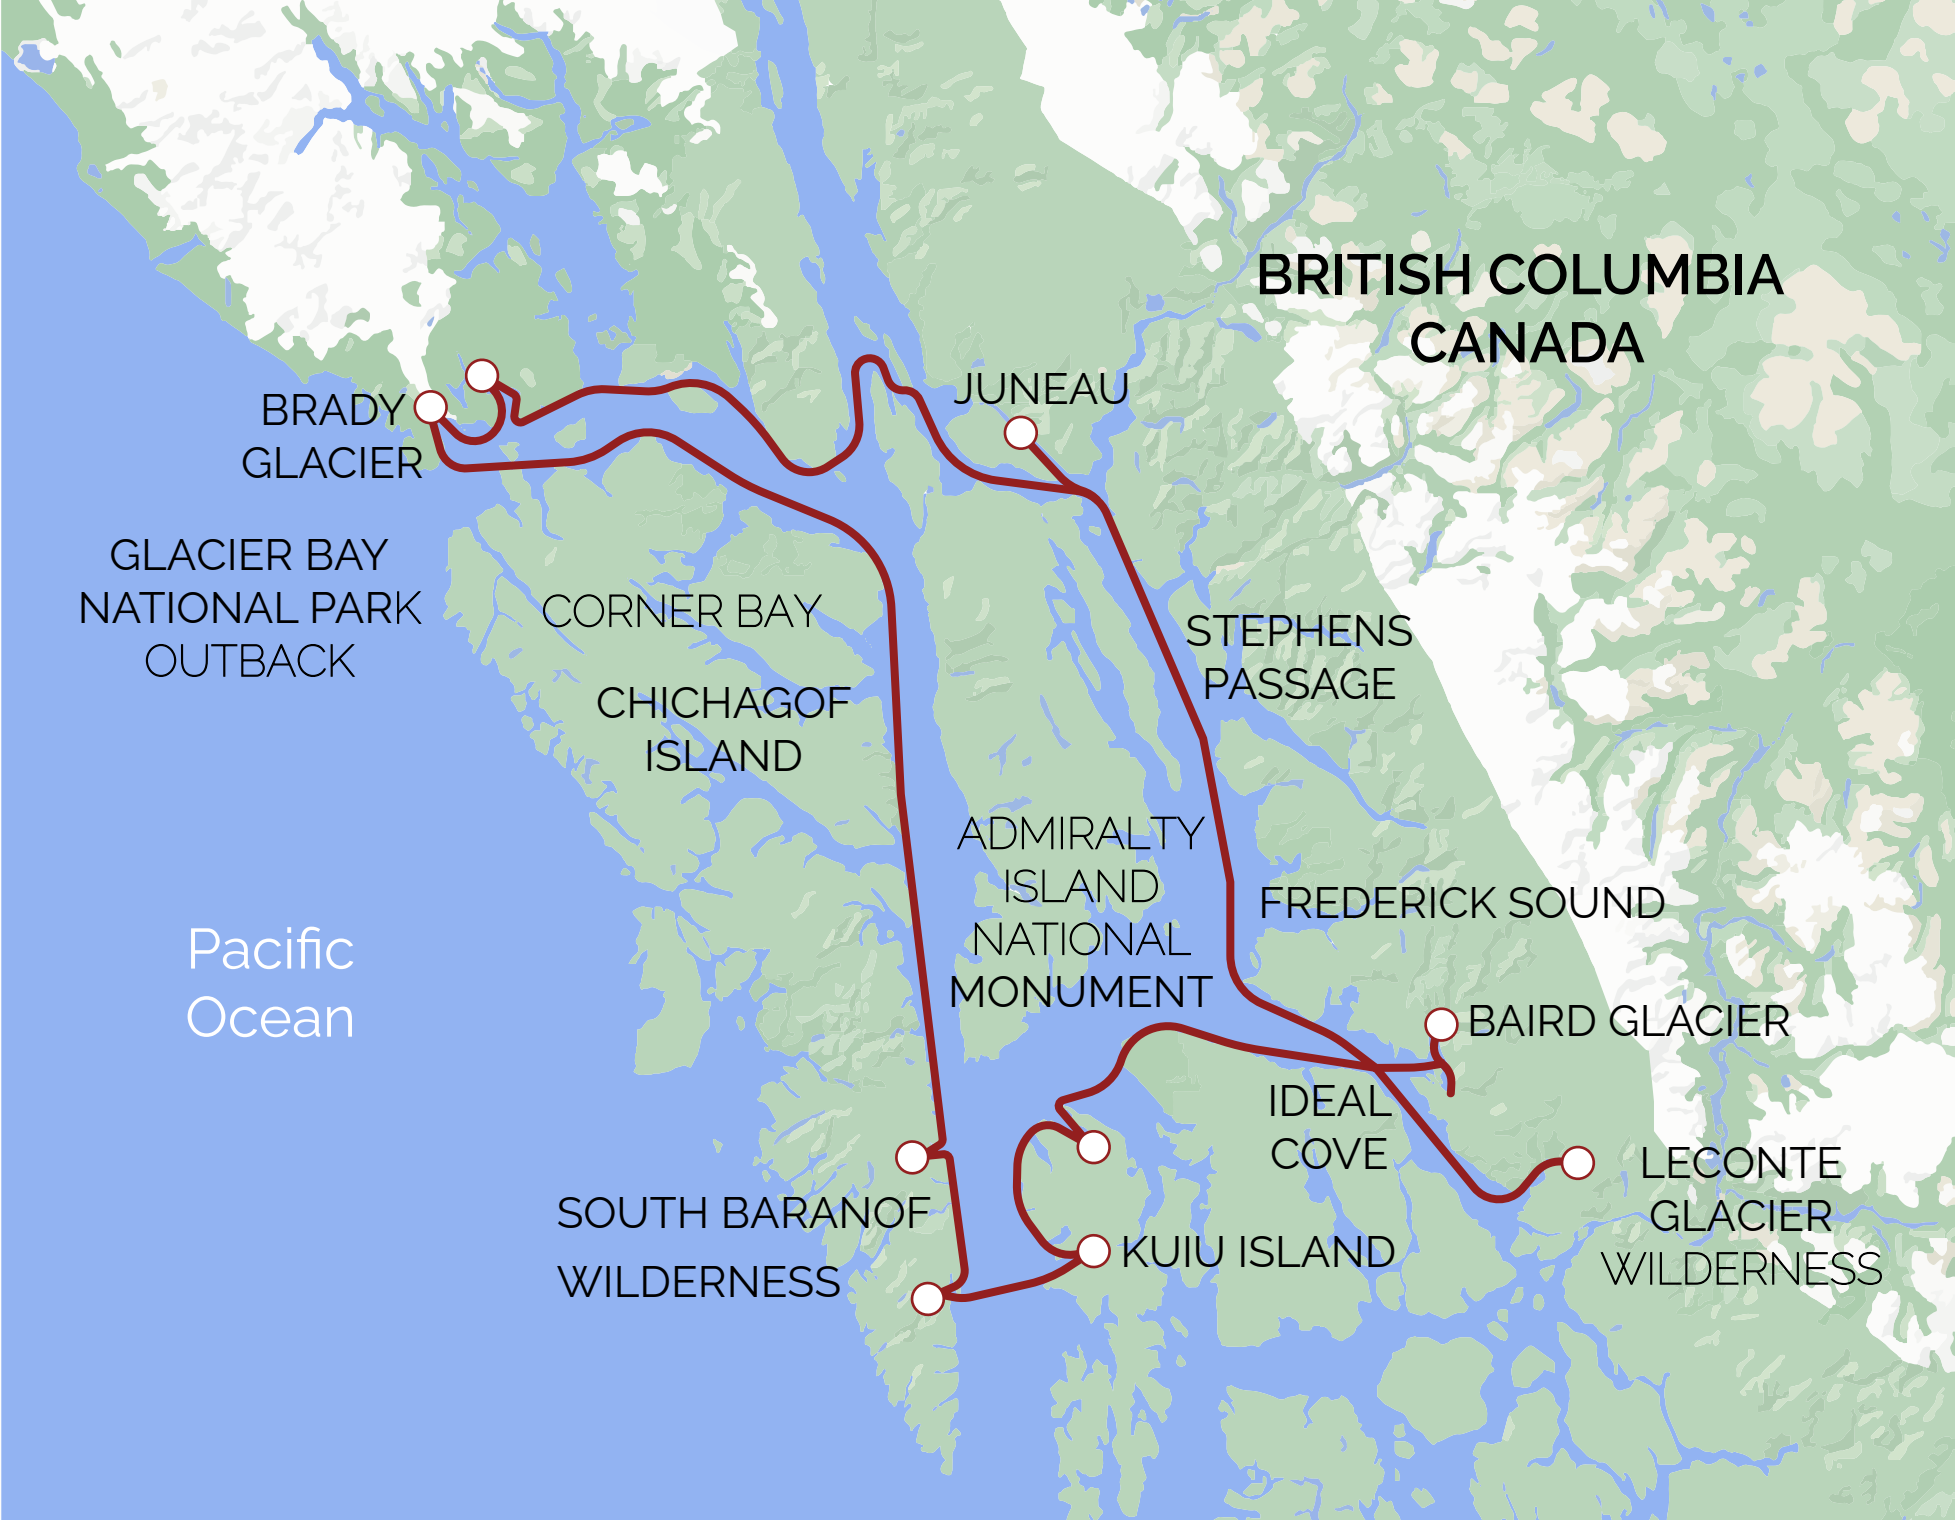 BRITISH COLUMBIA
CANADA
JUNEAU
BRADY
GLACIER
GLACIER BAY
NATIONAL PARK
OUTBACK
CORNER BAY
CHICHAGOF
ISLAND
STEPHENS
PASSAGE
ADMIRALTY
ISLAND
NATIONAL
MONUMENT
FREDERICK SOUND
Pacific
Ocean
BAIRD GLACIER
IDEAL
COVE
LECONTE
GLACIER
WILDERNESS
SOUTH BARANOF
WILDERNESS
KUIU ISLAND